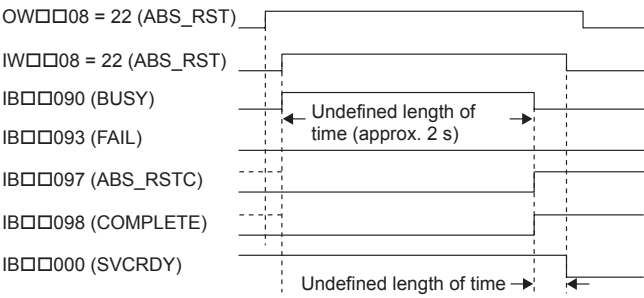 OW□□08 = 22 (ABS_RST)
IW□□08 = 22 (ABS_RST)
IB□□090 (BUSY)
Undefined length of
time (approx. 2 s)
IB□□093 (FAIL)
IB□□097 (ABS_RSTC)
IB□□098 (COMPLETE)
IB□□000 (SVCRDY)
Undefined length of time